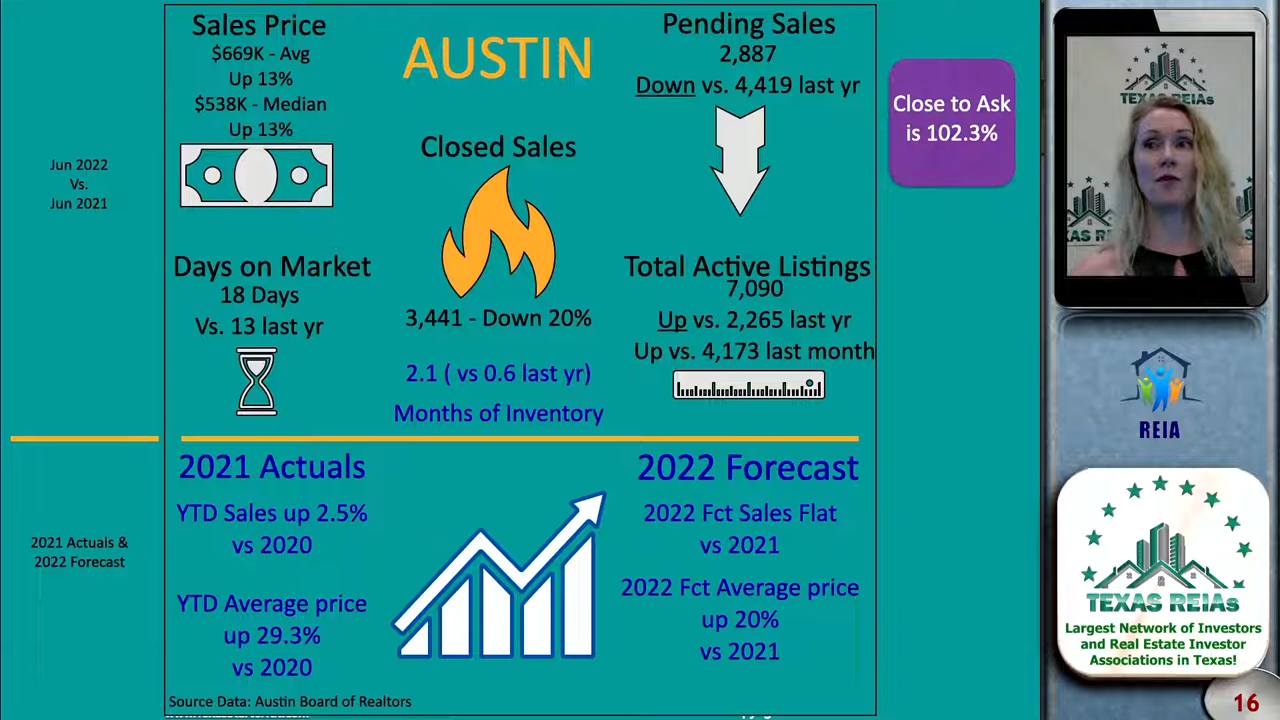 Sales Price
$669K - Avg
Up 13%
$538K - Median
Up 13%
AUSTIN
Pending Sales
2,887
Down vs. 4,419 last yr
Close to Ask
is 102.3%
Jun 2022
Vs.
Jun 2021
Closed Sales
3,441 - Down 20%
2.1 ( vs 0.6 last yr)
Months of Inventory
Days on Market
18 Days
Vs. 13 last yr
Total Active Listings
7,090
Up vs. 2,265 last yr
Up vs. 4,173 last month
2021 Actuals &
2022 Forecast
2021 Actuals
YTD Sales up 2.5%
vs 2020
YTD Average price
up 29.3%
vs 2020
2022 Forecast
2022 Fct Sales Flat
vs 2021
2022 Fct Average price
up 20%
vs 2021
Source Data: Austin Board of Realtors
TEXAS REIAs
REIA
TEXAS REIAs
Largest Network of Investors
and Real Estate Investor
Associations in Texas!
16